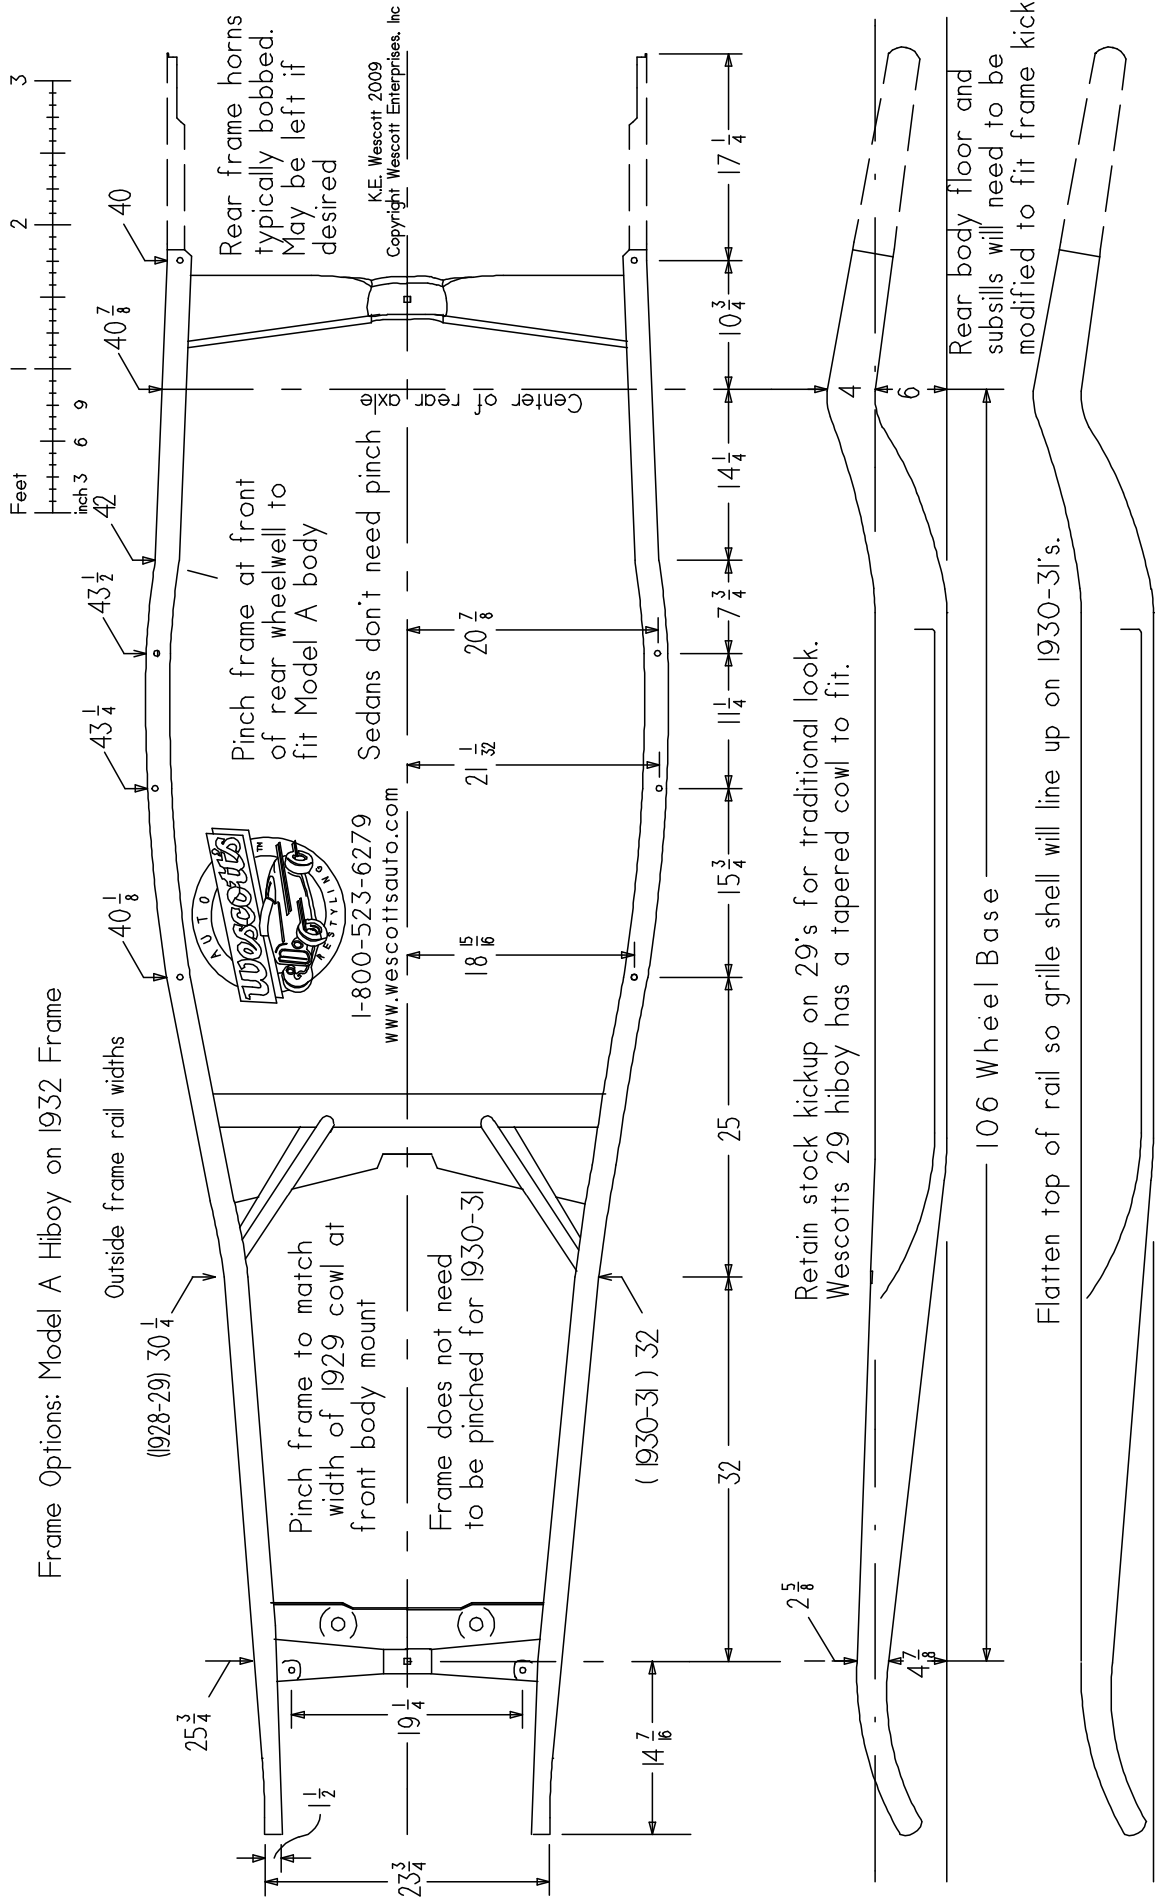 Frame Options: Model A Hiboy on 1932 Frame
Outside frame rail widths
Feet
1
2
3
inch 3
6
9
(1928-29) 30 1/4
40 1/8
43 1/4
43 1/2
42
40 7/8
40
25 3/4
1 1/2
23 3/4
19 1/4
Pinch frame to match
width of 1929 cowl at
front body mount
Frame does not need
to be pinched for 1930-31
(1930-31) 32
AUTO
Wescott's
TM
RESTYLING
1-800-523-6279
www.wescottsauto.com
Pinch frame at front
of rear wheelwell to
fit Model A body
Sedans don't need pinch
Center of rear axle
Rear frame horns
typically bobbed.
May be left if
desired
K.E. Wescott 2009
Copyright Wescott Enterprises, Inc
18 15/16
21 1/32
20 7/8
14 7/16
32
25
15 3/4
11 1/4
7 3/4
14 1/4
10 3/4
17 1/4
Retain stock kickup on 29's for traditional look.
Wescotts 29 hiboy has a tapered cowl to fit.
2 5/8
4 7/8
4
6
Rear body floor and
subsills will need to be
modified to fit frame kick
106 Wheel Base
Flatten top of rail so grille shell will line up on 1930-31's.